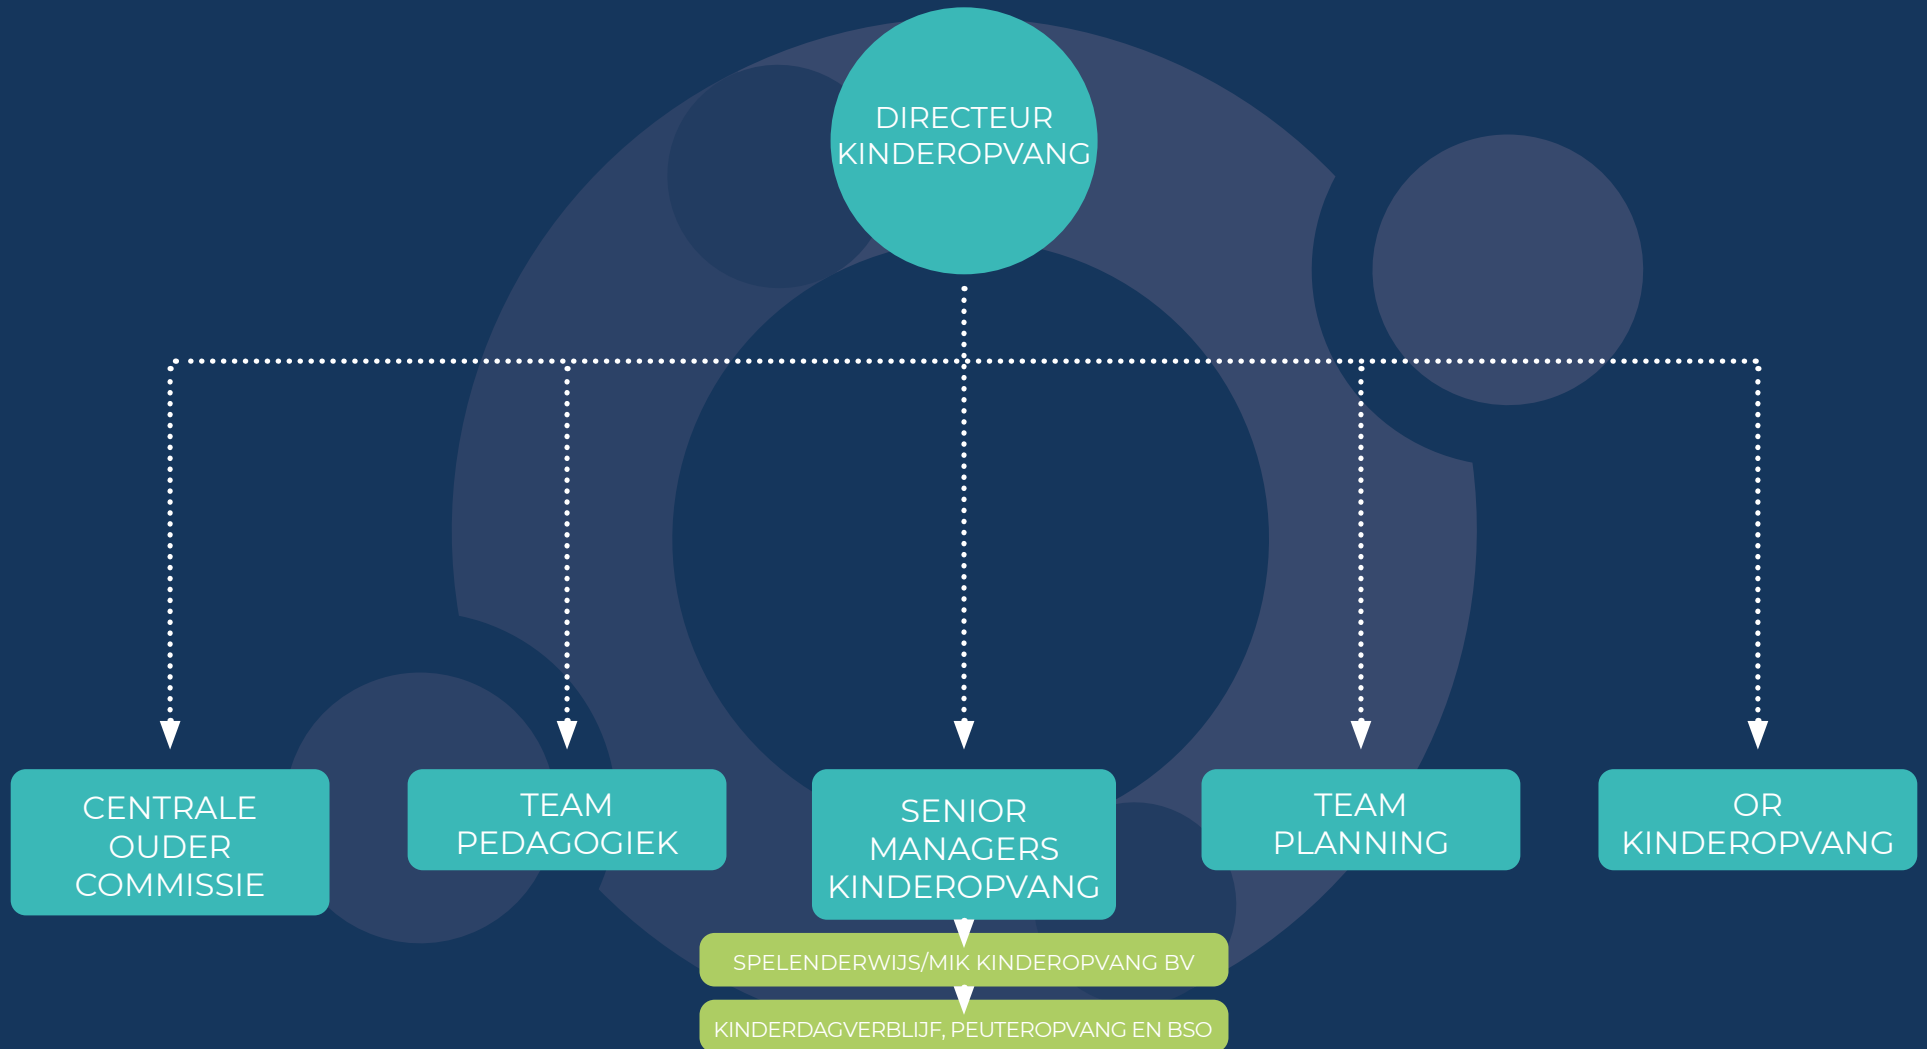 DIRECTEUR
KINDEROPVANG
CENTRALE
OUDER
COMMISSIE
TEAM
PEDAGOGIEK
SENIOR
MANAGERS
KINDEROPVANG
TEAM
PLANNING
OR
KINDEROPVANG
SPELENDERWIJS/MIK KINDEROPVANG BV
KINDERDAGVERBLIJF, PEUTEROPVANG EN BSO